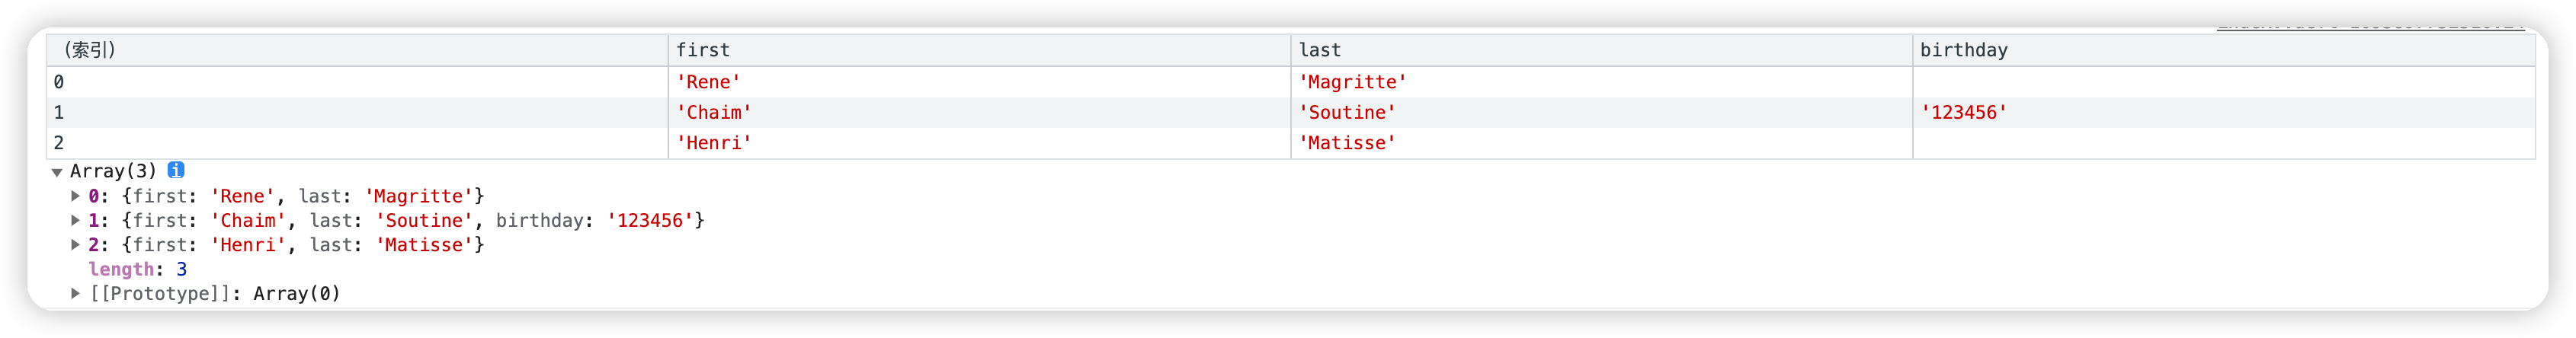 (索引) first last birthday
0 'Rene' 'Magritte'
1 'Chaim' 'Soutine' '123456'
2 'Henri' 'Matisse'
▼ Array(3) i
▶ 0: {first: 'Rene', last: 'Magritte'}
▶ 1: {first: 'Chaim', last: 'Soutine', birthday: '123456'}
▶ 2: {first: 'Henri', last: 'Matisse'}
length: 3
▶ [[Prototype]]: Array(0)